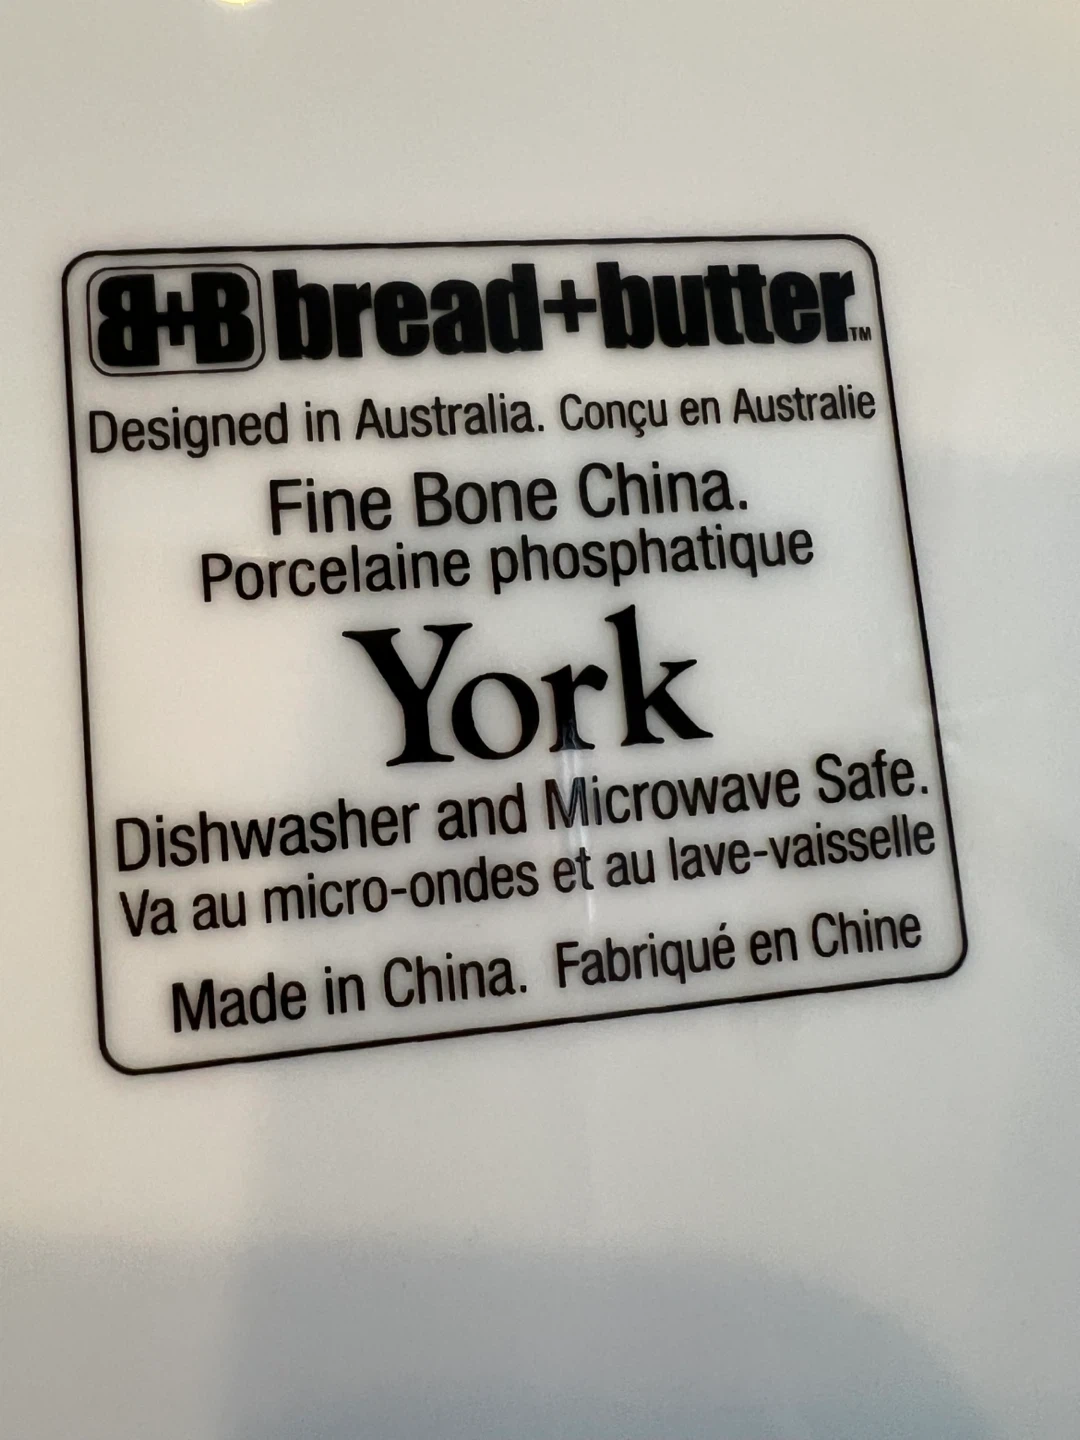 B+B bread+butter™
Designed in Australia. Conçu en Australie
Fine Bone China.
Porcelaine phosphatique
York
Dishwasher and Microwave Safe.
Va au micro-ondes et au lave-vaisselle
Made in China. Fabriqué en Chine